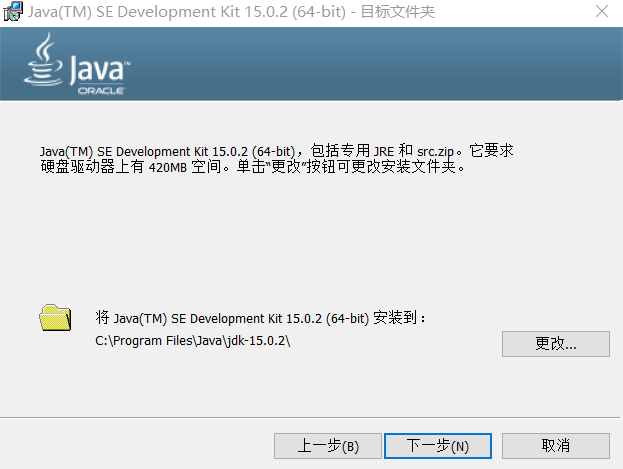 Java(TM) SE Development Kit 15.0.2 (64-bit) - 目标文件夹
Java™
ORACLE
Java(TM) SE Development Kit 15.0.2 (64-bit)，包括专用 JRE 和 src.zip。它要求
硬盘驱动器上有 420MB 空间。单击“更改”按钮可更改安装文件夹。
将 Java(TM) SE Development Kit 15.0.2 (64-bit) 安装到：
C:\Program Files\Java\jdk-15.0.2\
更改...
上一步(B)
下一步(N)
取消